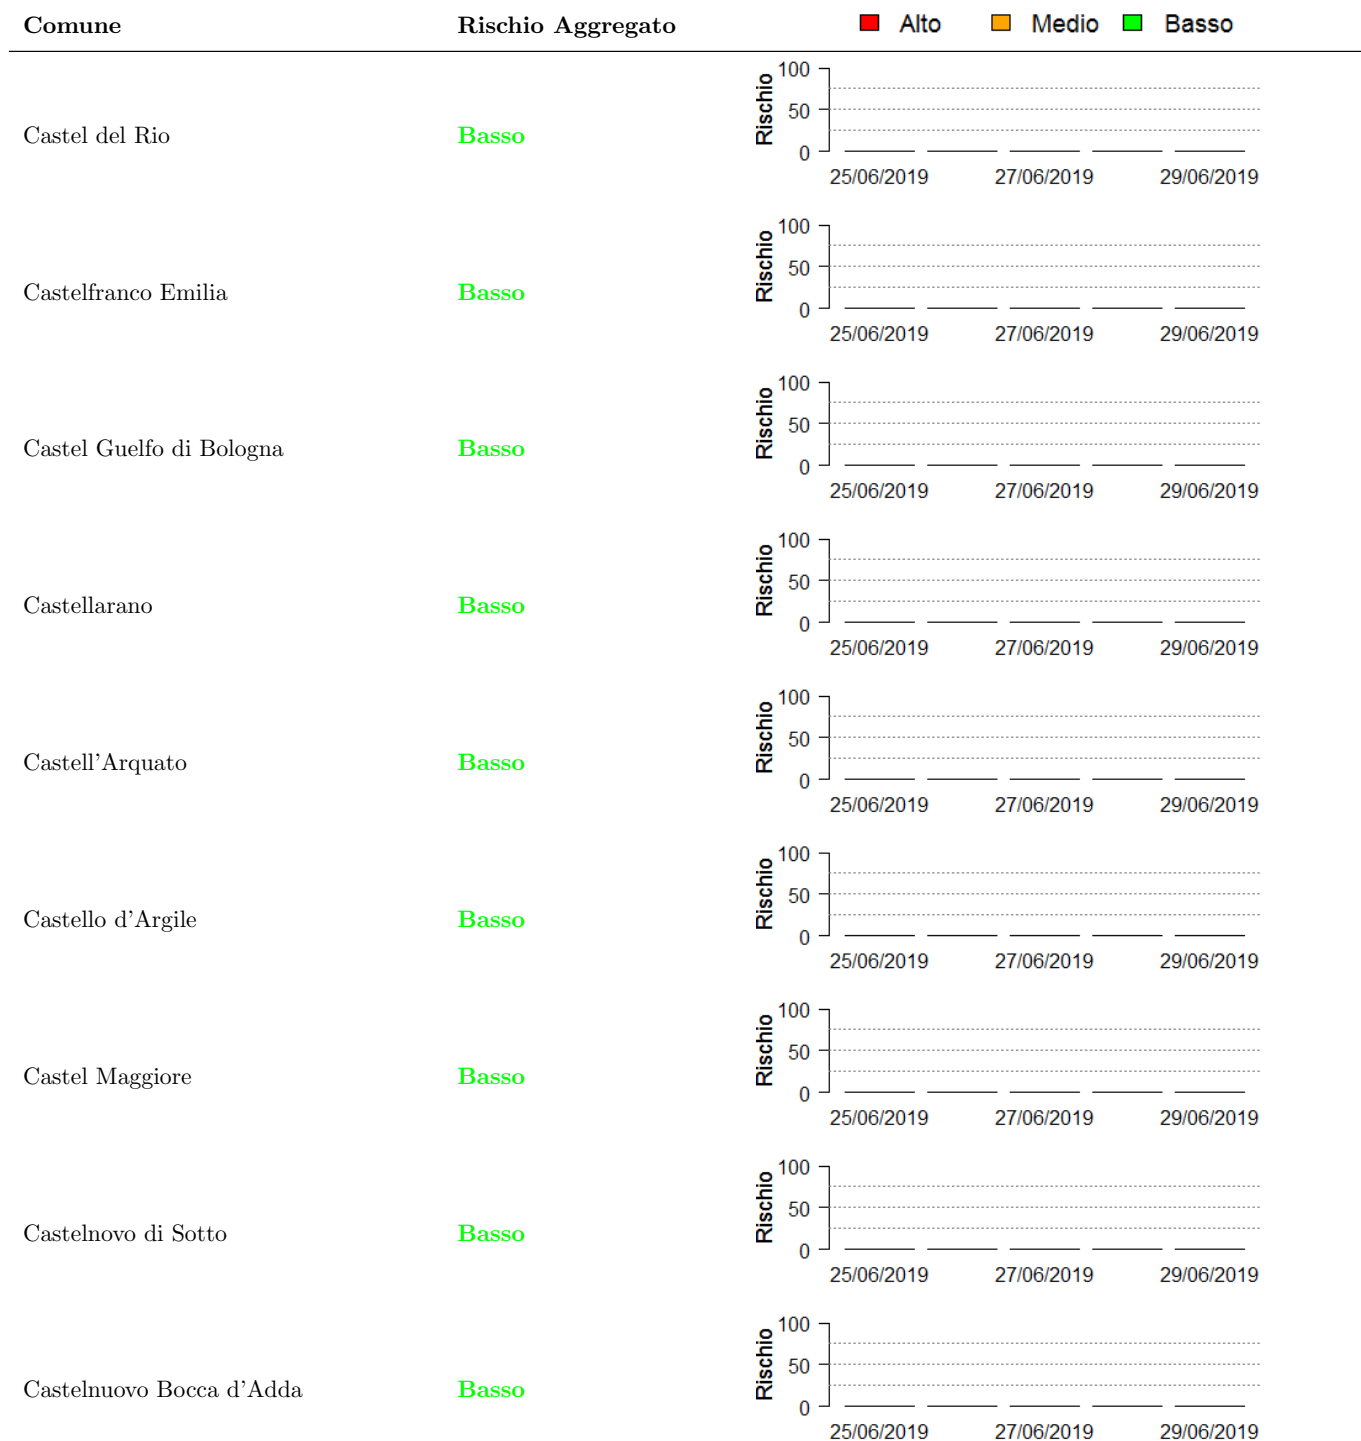 Comune Rischio Aggregato Alto Medio Basso
100
50
0
Rischio
Castel del Rio Basso
25/06/2019 27/06/2019 29/06/2019
100
50
0
Rischio
Castelfranco Emilia Basso
25/06/2019 27/06/2019 29/06/2019
100
50
0
Rischio
Castel Guelfo di Bologna Basso
25/06/2019 27/06/2019 29/06/2019
100
50
0
Rischio
Castellarano Basso
25/06/2019 27/06/2019 29/06/2019
100
50
0
Rischio
Castell'Arquato Basso
25/06/2019 27/06/2019 29/06/2019
100
50
0
Rischio
Castello d'Argile Basso
25/06/2019 27/06/2019 29/06/2019
100
50
0
Rischio
Castel Maggiore Basso
25/06/2019 27/06/2019 29/06/2019
100
50
0
Rischio
Castelnovo di Sotto Basso
25/06/2019 27/06/2019 29/06/2019
100
50
0
Rischio
Castelnuovo Bocca d'Adda Basso
25/06/2019 27/06/2019 29/06/2019